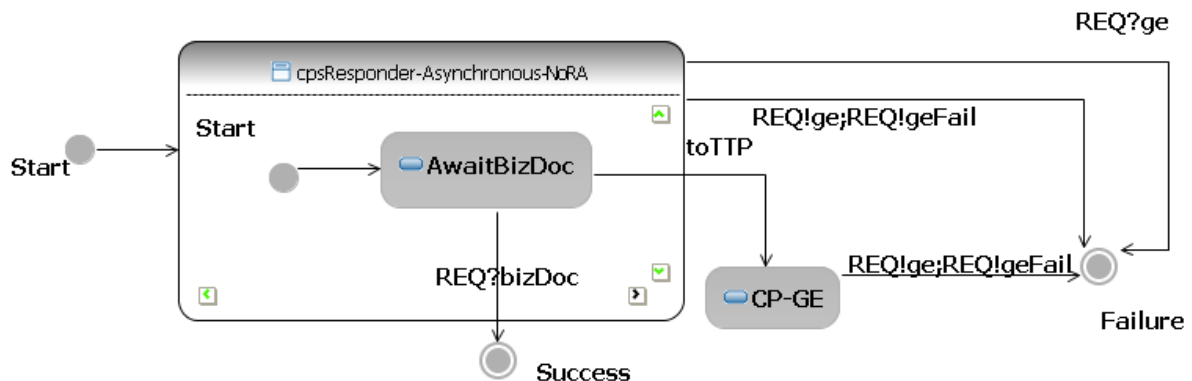 REQ?ge
cpsResponder-Asynchronous-NoRA
REQ!ge;REQ!geFail
Start
toTTP
Start
AwaitBizDoc
REQ?bizDoc
REQ!ge;REQ!geFail
CP-GE
Failure
Success